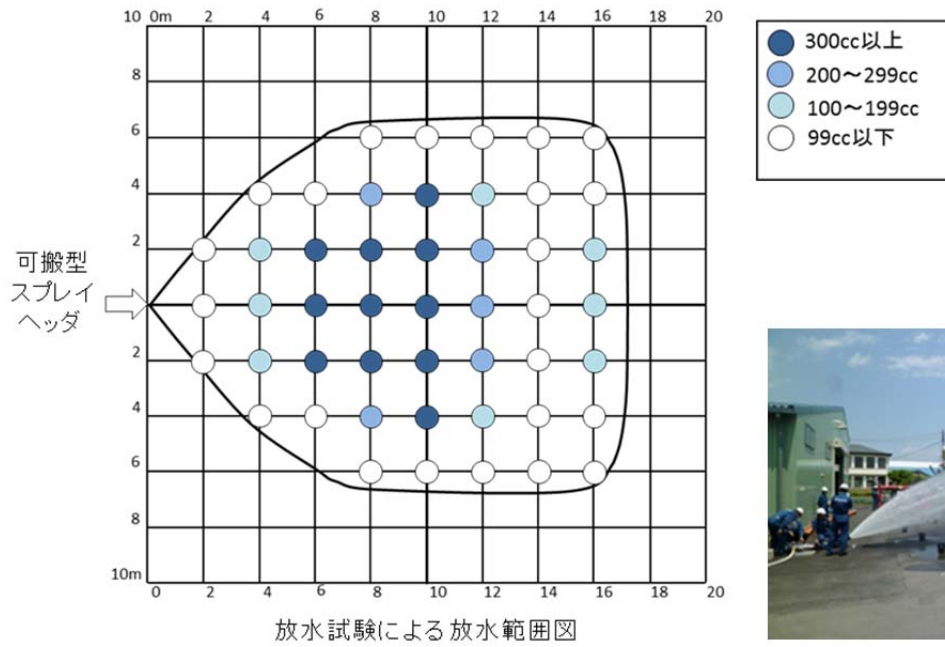 10 0m 2 4 6 8 10 12 14 16 18 20
8
6
4
2
2
4
6
8
10m
0 2 4 6 8 10 12 14 16 18 20
可搬型
スプレイ
ヘッダ
放水試験による放水範囲図
300cc以上
200～299cc
100～199cc
99cc以下